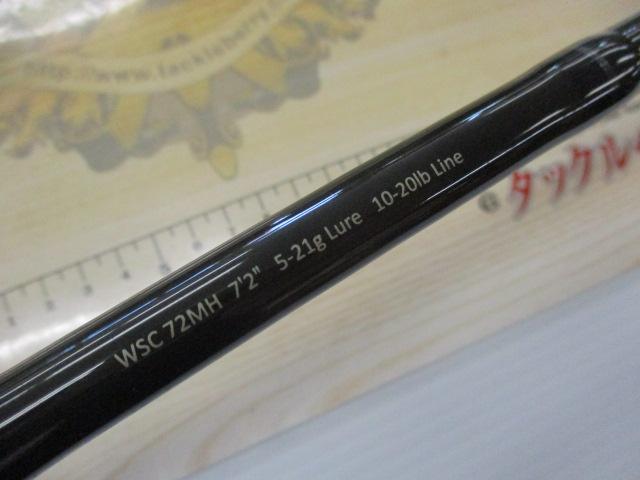 http://www.tackleberry
タックル
WSC 72MH 7'2" 5-21g Lure 10-20lb Line